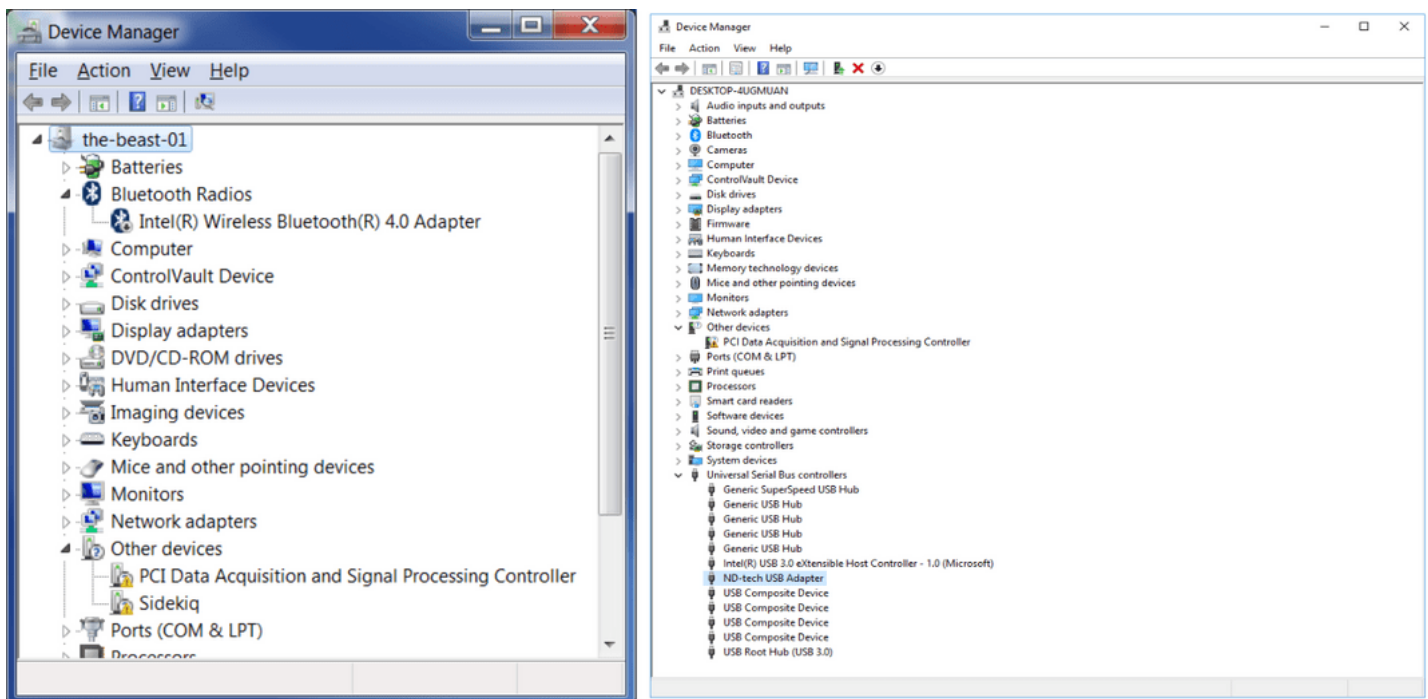 Device Manager
File Action View Help
the-beast-01
Batteries
Bluetooth Radios
Intel(R) Wireless Bluetooth(R) 4.0 Adapter
Computer
ControlVault Device
Disk drives
Display adapters
DVD/CD-ROM drives
Human Interface Devices
Imaging devices
Keyboards
Mice and other pointing devices
Monitors
Network adapters
Other devices
PCI Data Acquisition and Signal Processing Controller
Sidekiq
Ports (COM & LPT)
Processors
Device Manager
File Action View Help
DESKTOP-4UGMUAN
Audio inputs and outputs
Batteries
Bluetooth
Cameras
Computer
ControlVault Device
Disk drives
Display adapters
Firmware
Human Interface Devices
Keyboards
Memory technology devices
Mice and other pointing devices
Monitors
Network adapters
Other devices
PCI Data Acquisition and Signal Processing Controller
Ports (COM & LPT)
Print queues
Processors
Smart card readers
Software devices
Sound, video and game controllers
Storage controllers
System devices
Universal Serial Bus controllers
Generic SuperSpeed USB Hub
Generic USB Hub
Generic USB Hub
Generic USB Hub
Generic USB Hub
Intel(R) USB 3.0 eXtensible Host Controller - 1.0 (Microsoft)
ND-tech USB Adapter
USB Composite Device
USB Composite Device
USB Composite Device
USB Composite Device
USB Root Hub (USB 3.0)